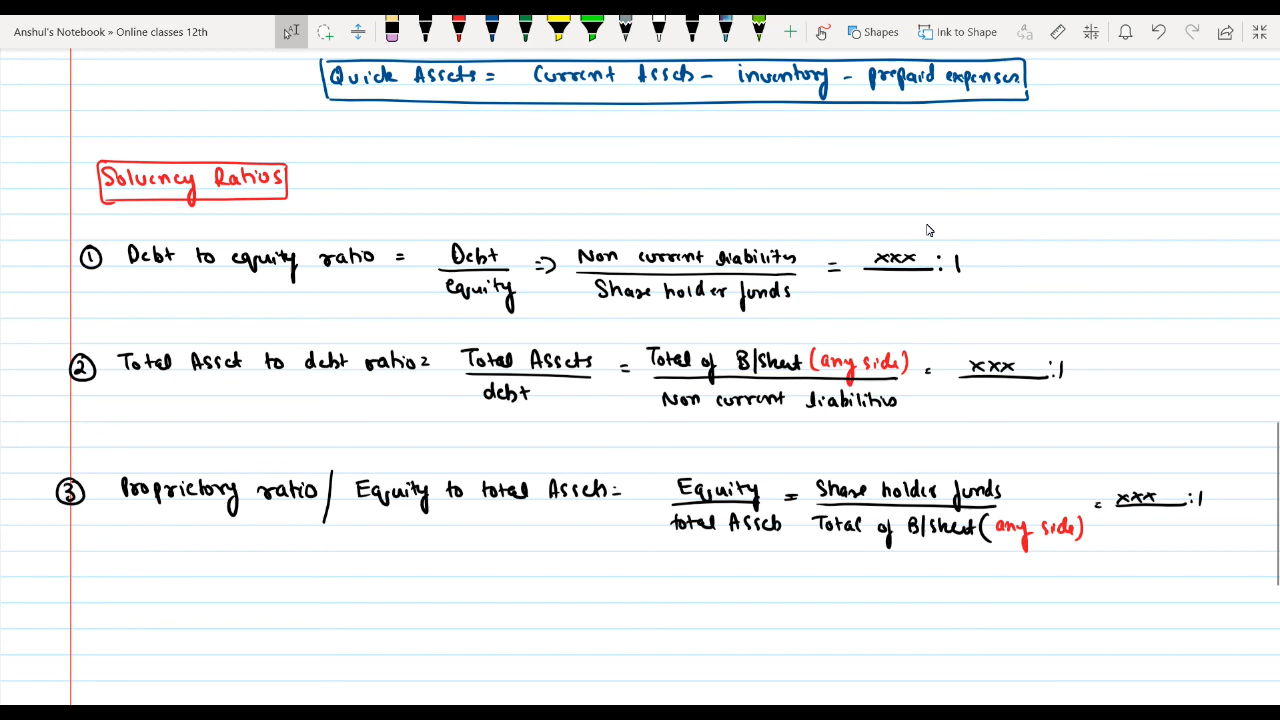 Anshul's Notebook » Online classes 12th
Shapes
Ink to Shape
Quick Assets = Current Assets - inventory - prepaid expenses
Solvency Ratios
① Debt to equity ratio = Debt / equity => Non current liability / Share holder funds = xxx : 1
② Total Asset to debt ratio = Total Assets / debt = Total of B/Sheet (any side) / Non current liabilities = xxx : 1
③ Proprictory ratio / Equity to total Assets = Equity / total Assets = Share holder funds / Total of B/Sheet (any side) = xxx : 1